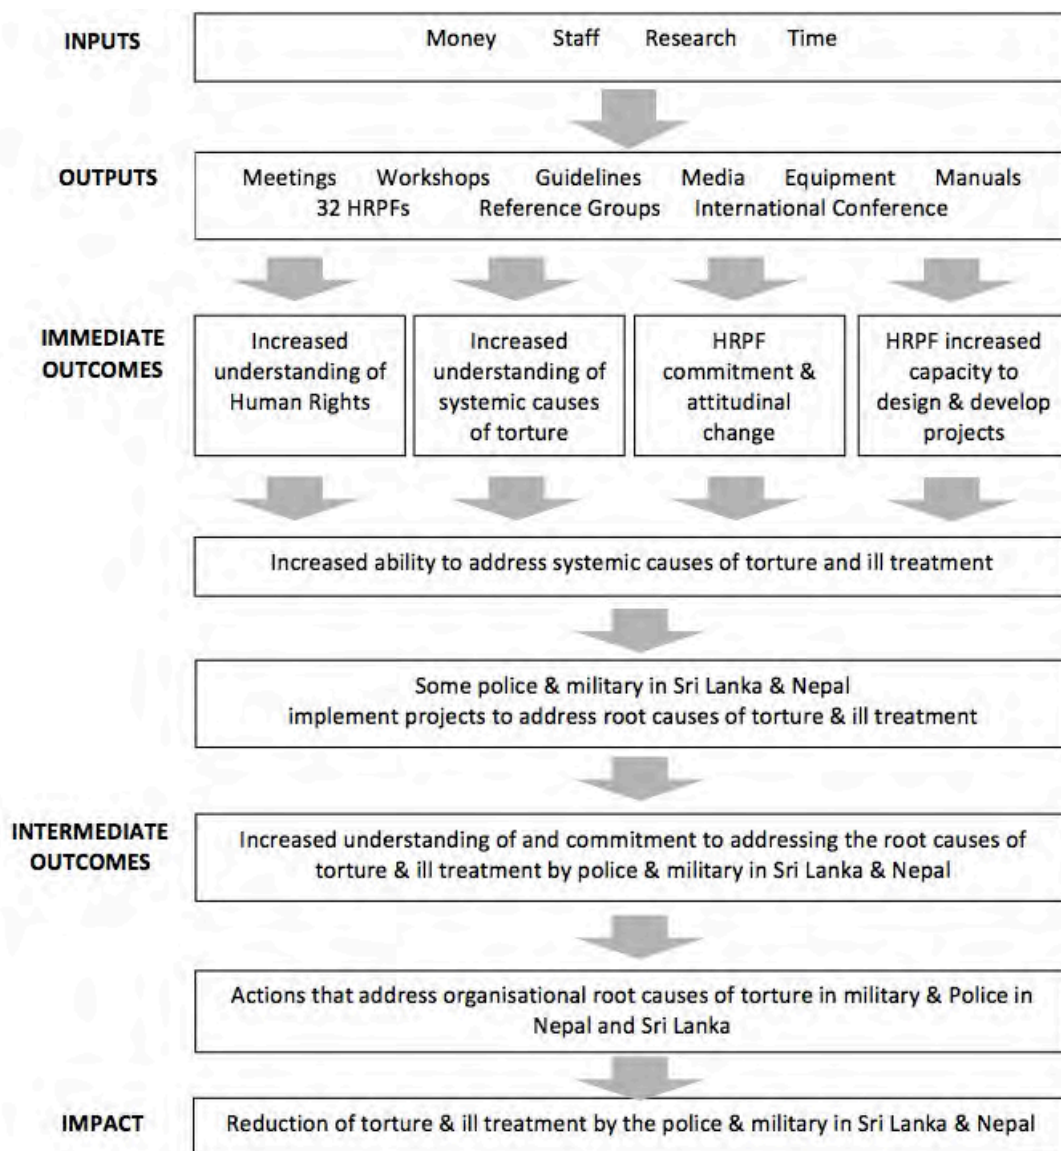 INPUTS
Money Staff Research Time
OUTPUTS
Meetings Workshops Guidelines Media Equipment Manuals
32 HRPFs Reference Groups International Conference
IMMEDIATE
OUTCOMES
Increased
understanding of
Human Rights
Increased
understanding of
systemic causes
of torture
HRPF
commitment &
attitudinal
change
HRPF increased
capacity to
design & develop
projects
Increased ability to address systemic causes of torture and ill treatment
Some police & military in Sri Lanka & Nepal
implement projects to address root causes of torture & ill treatment
INTERMEDIATE
OUTCOMES
Increased understanding of and commitment to addressing the root causes of
torture & ill treatment by police & military in Sri Lanka & Nepal
Actions that address organisational root causes of torture in military & Police in
Nepal and Sri Lanka
IMPACT
Reduction of torture & ill treatment by the police & military in Sri Lanka & Nepal